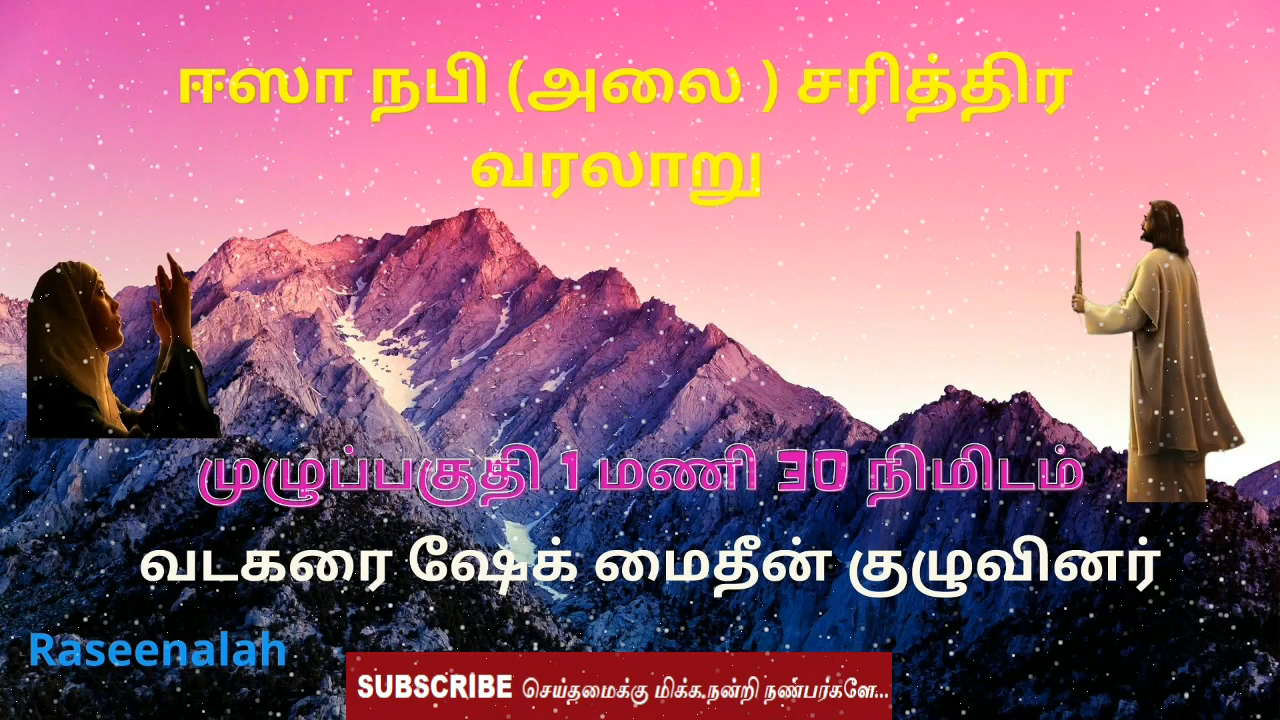 ஈஸா நபி (அலை ) சரித்திர
வரலாறு
முழுப்பகுதி 1 மணி 30 நிமிடம்
வடகரை ஷேக் மைதீன் குழுவினர்
Raseenalah
SUBSCRIBE செய்தமைக்கு மிக்க.நன்றி நண்பர்களே...